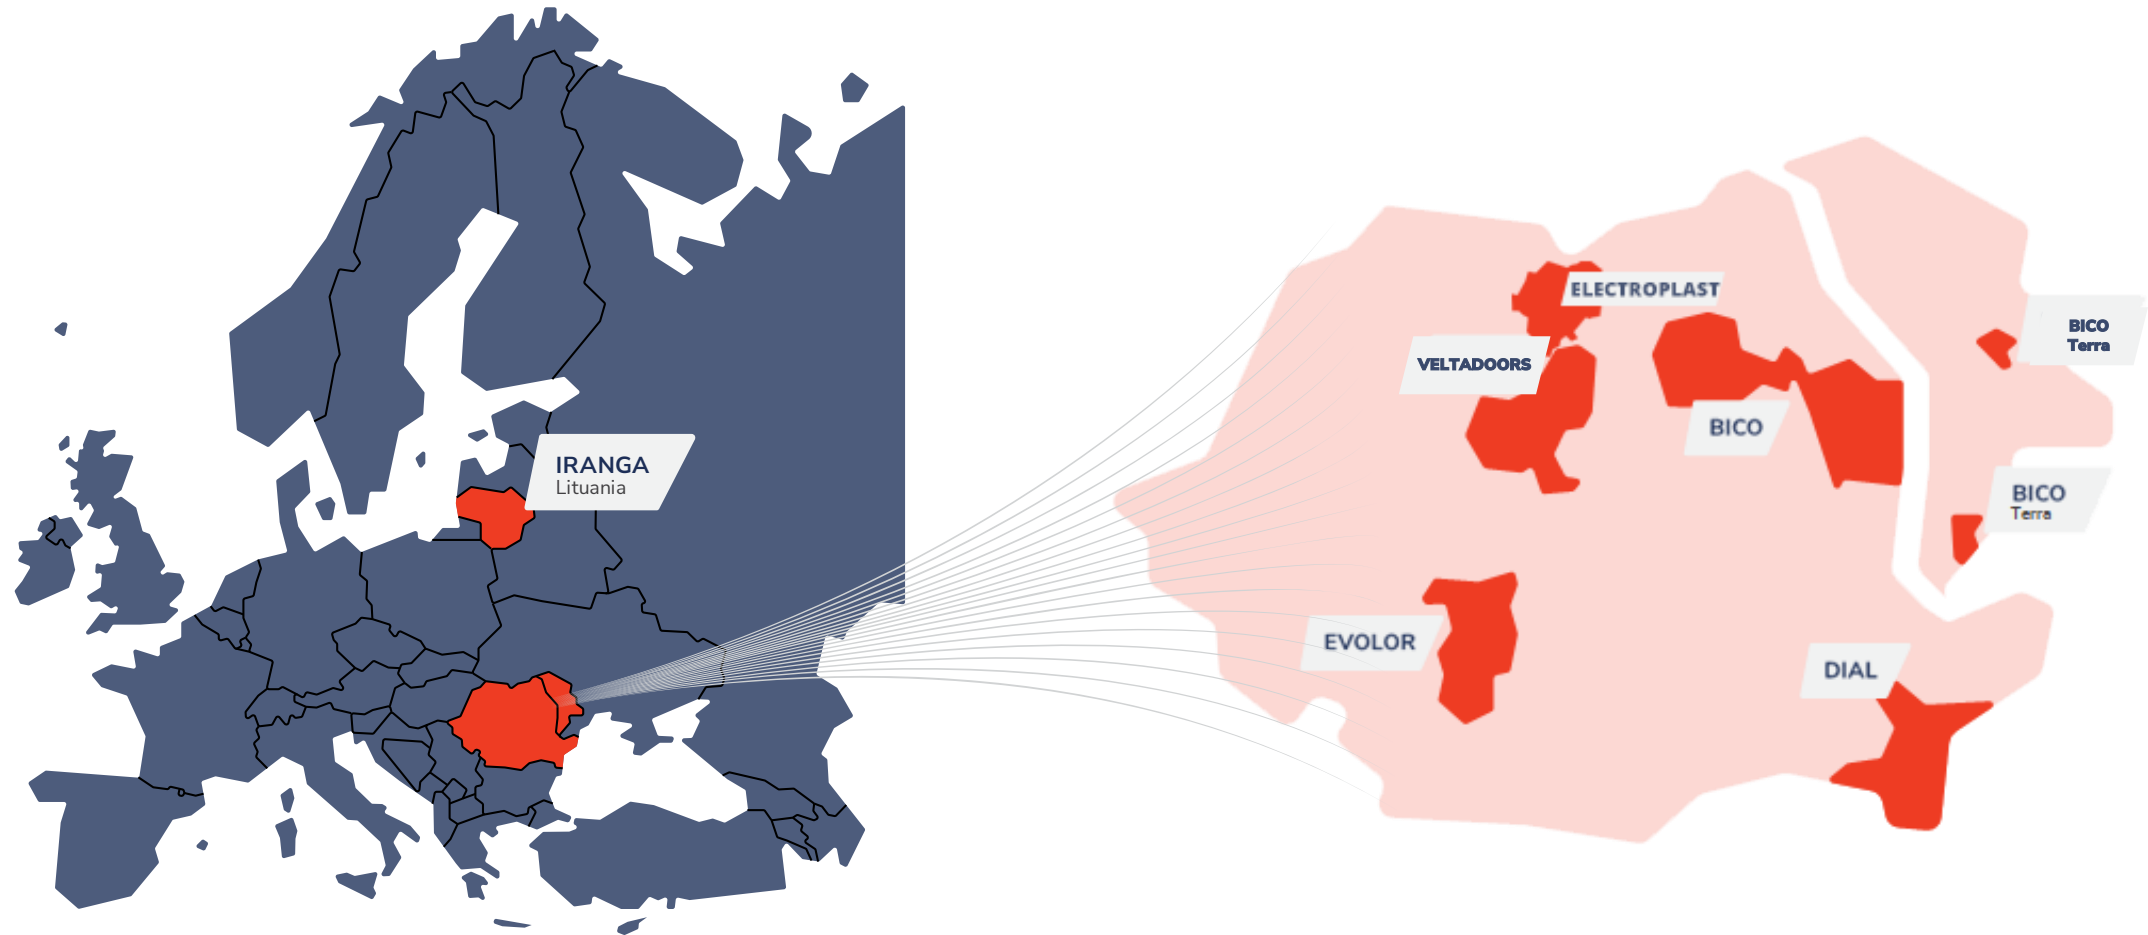 IRANGA
Lituania
ELECTROPLAST
VELTADOORS
BICO
BICO
Terra
BICO
Terra
EVOLOR
DIAL